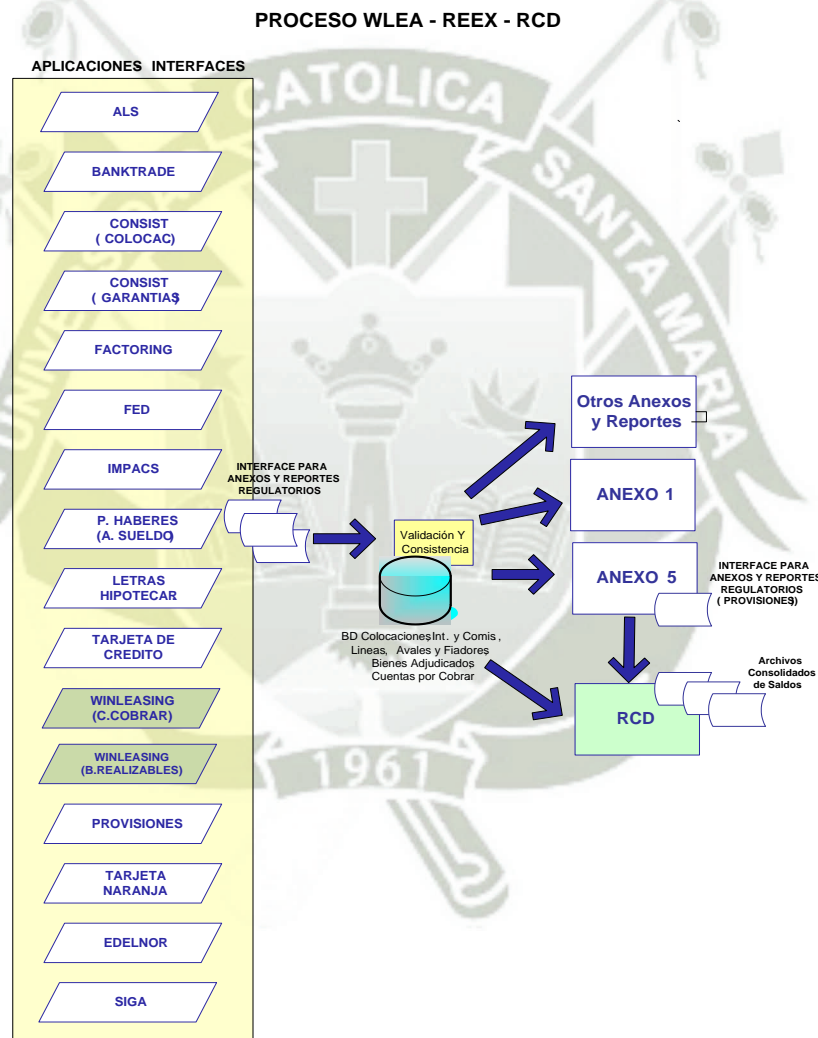 PROCESO WLEA - REEX - RCD
APLICACIONES INTERFACES
ALS
BANKTRADE
CONSIST
( COLOCAC)
CONSIST
( GARANTIAS)
FACTORING
FED
IMPACS
P. HABERES
(A. SUELDO)
LETRAS
HIPOTECAR
TARJETA DE
CREDITO
WINLEASING
(C.COBRAR)
WINLEASING
(B.REALIZABLES)
PROVISIONES
TARJETA
NARANJA
EDELNOR
SIGA
INTERFACE PARA
ANEXOS Y REPORTES
REGULATORIOS
Validación Y
Consistencia
BD Colocaciones,Int. y Comis ,
Lineas, Avales y Fiadores
Bienes Adjudicados
Cuentas por Cobrar
Otros Anexos
y Reportes
ANEXO 1
ANEXO 5
INTERFACE PARA
ANEXOS Y REPORTES
REGULATORIOS
( PROVISIONES)
Archivos
Consolidados
de Saldos
RCD
CATOLICA
SANTA MARIA
1961